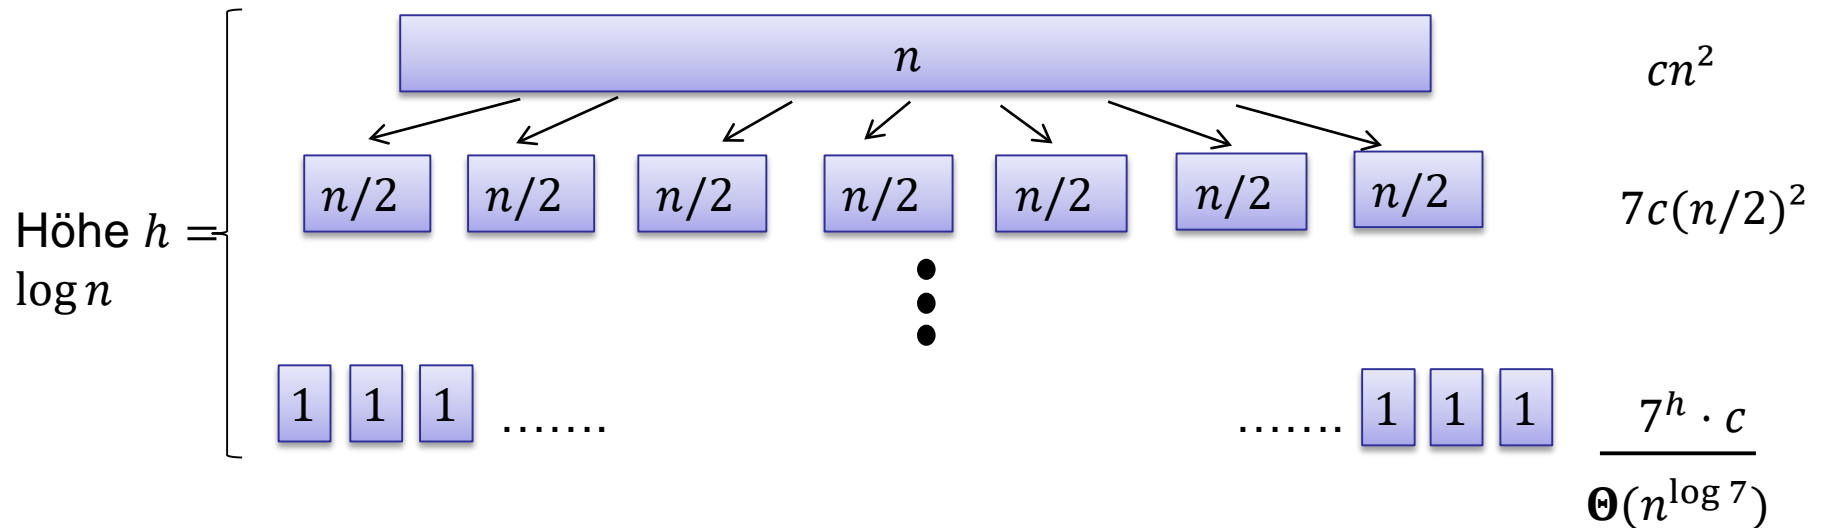 n
cn²
n/2 n/2 n/2 n/2 n/2 n/2 n/2
7c(n/2)²
Höhe h =
log n
1 1 1 ....... ....... 1 1 1
7ʰ · c
Θ(n^{log 7})